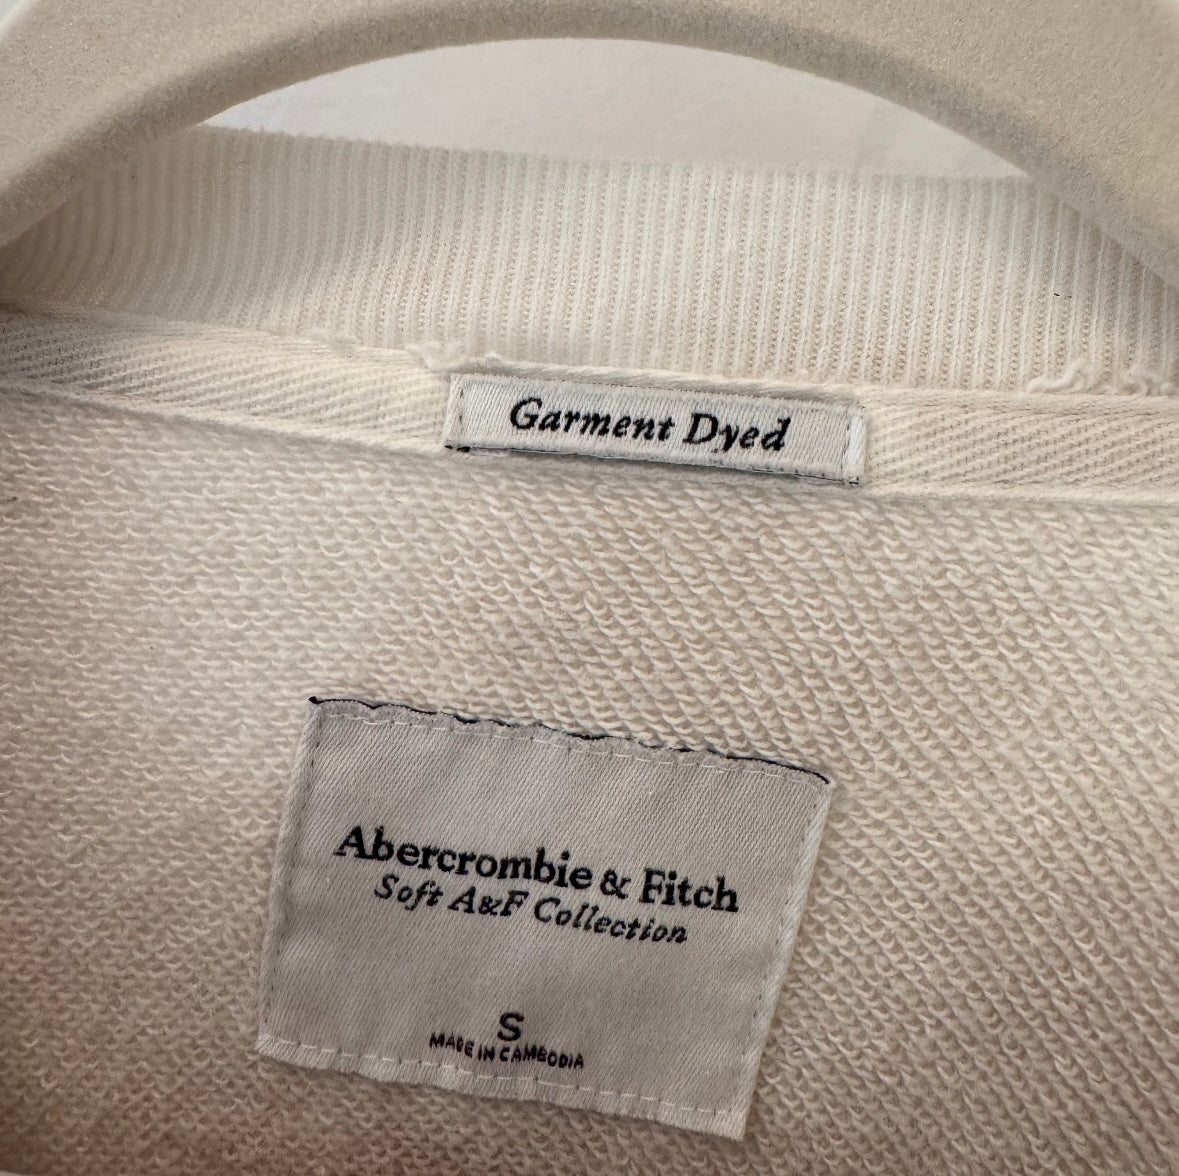 Garment Dyed
Abercrombie & Fitch
Soft A&F Collection
S
MADE IN CAMBODIA